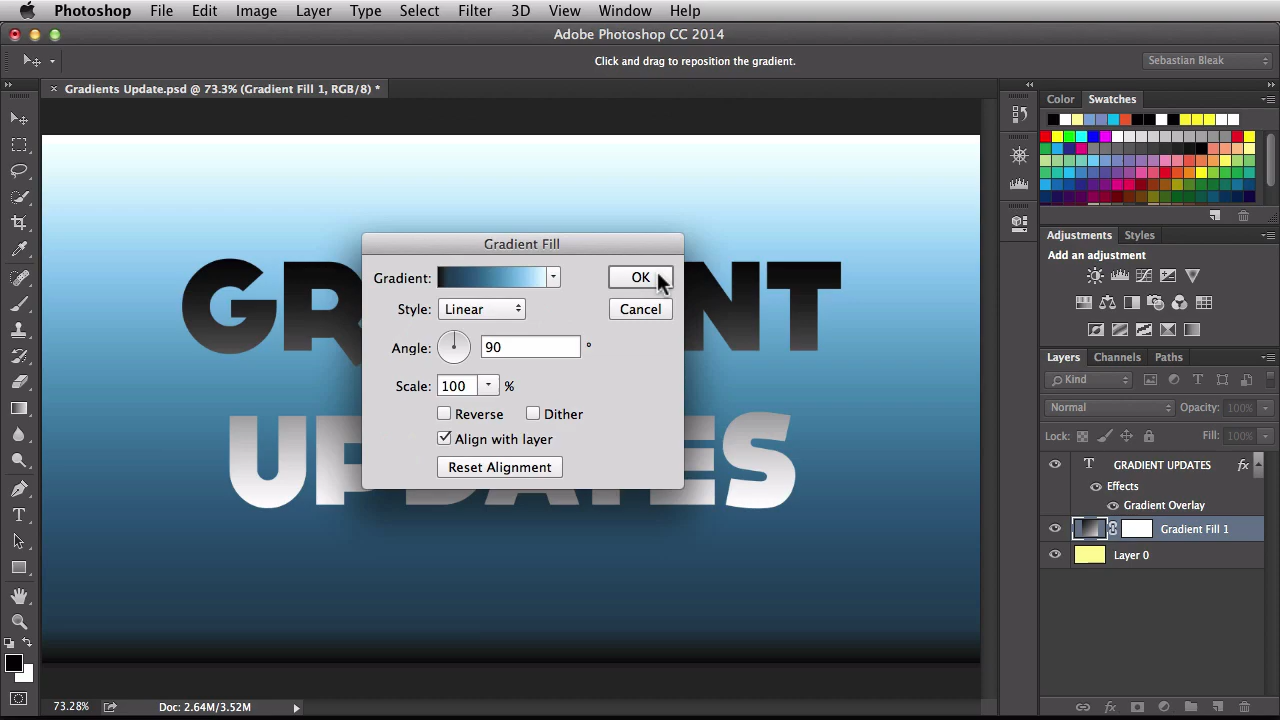 Photoshop File Edit Image Layer Type Select Filter 3D View Window Help
Adobe Photoshop CC 2014
Click and drag to reposition the gradient.
Sebastian Bleak
Gradients Update.psd @ 73.3% (Gradient Fill 1, RGB/8) *
Color Swatches
GRADIENT
UPDATES
Gradient Fill
Gradient:
OK
Style: Linear
Cancel
Angle: 90 °
Scale: 100 %
Reverse Dither
Align with layer
Reset Alignment
Adjustments Styles
Add an adjustment
Layers Channels Paths
Kind
Normal Opacity: 100%
Lock: Fill: 100%
T GRADIENT UPDATES fx
Effects
Gradient Overlay
Gradient Fill 1
Layer 0
73.28% Doc: 2.64M/3.52M
fx